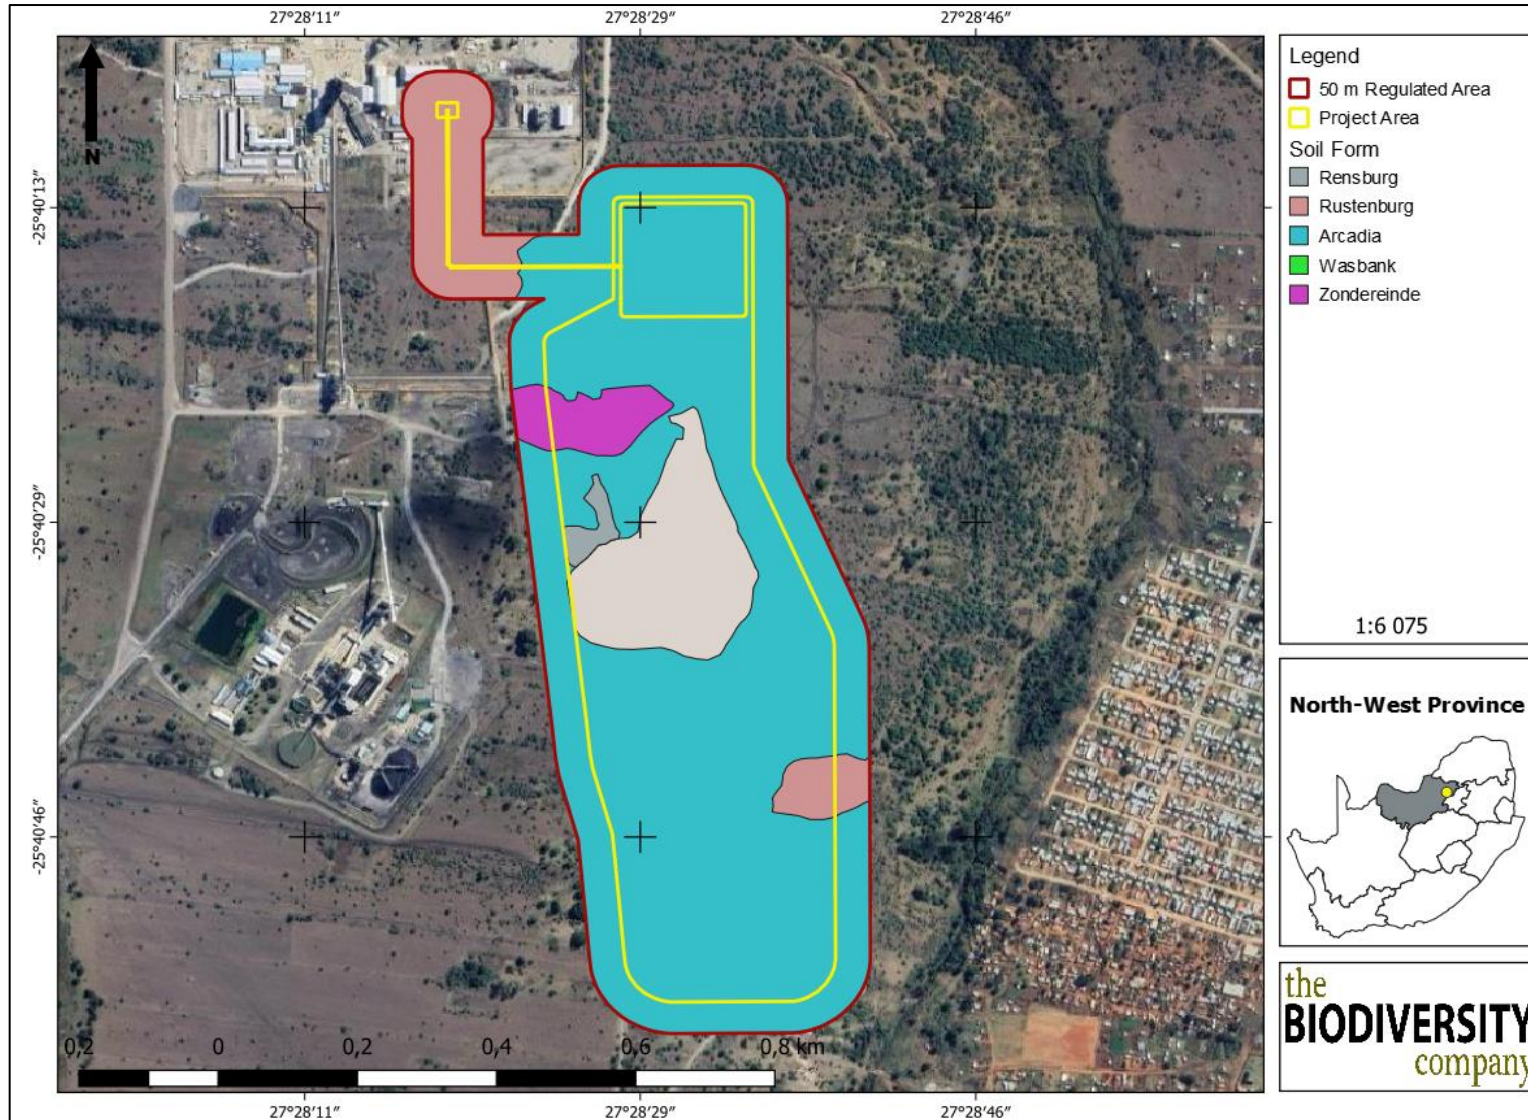 27°28′11″ 27°28′29″ 27°28′46″
N
-25°40′13″
-25°40′29″
-25°40′46″
0,2 0 0,2 0,4 0,6 0,8 km
27°28′11″ 27°28′29″ 27°28′46″
Legend
50 m Regulated Area
Project Area
Soil Form
Rensburg
Rustenburg
Arcadia
Wasbank
Zondereinde
1:6 075
North-West Province
the
BIODIVERSITY
company